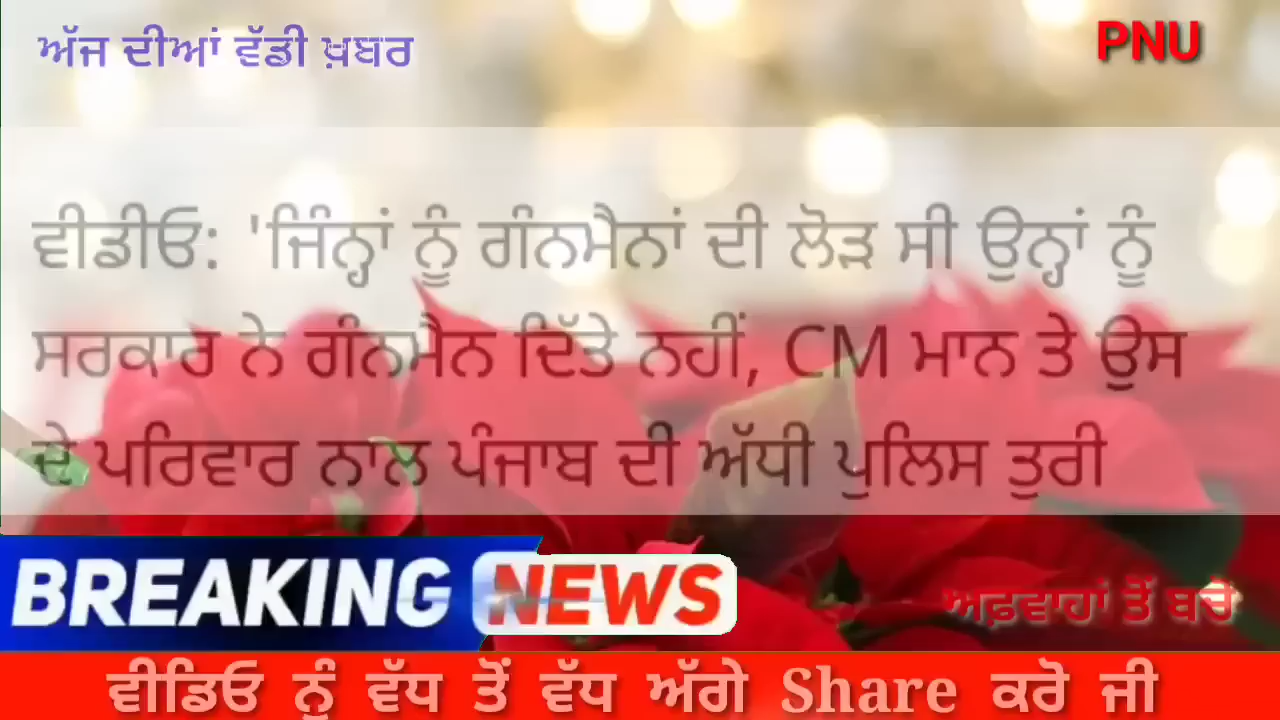 ਅੱਜ ਦੀਆਂ ਵੱਡੀ ਖ਼ਬਰ
PNU
ਵੀਡੀਓ: 'ਜਿੰਨ੍ਹਾਂ ਨੂੰ ਗੰਨਮੈਨਾਂ ਦੀ ਲੋੜ ਸੀ ਉਨ੍ਹਾਂ ਨੂੰ
ਸਰਕਾਰ ਨੇ ਗੰਨਮੈਨ ਦਿੱਤੇ ਨਹੀਂ, CM ਮਾਨ ਤੇ ਉਸ
ਦੇ ਪਰਿਵਾਰ ਨਾਲ ਪੰਜਾਬ ਦੀ ਅੱਧੀ ਪੁਲਿਸ ਤੁਰੀ
BREAKING NEWS
ਅਫ਼ਵਾਹਾਂ ਤੋਂ ਬਚੋਂ
ਵੀਡਿਓ ਨੂੰ ਵੱਧ ਤੋਂ ਵੱਧ ਅੱਗੇ Share ਕਰੋ ਜੀ